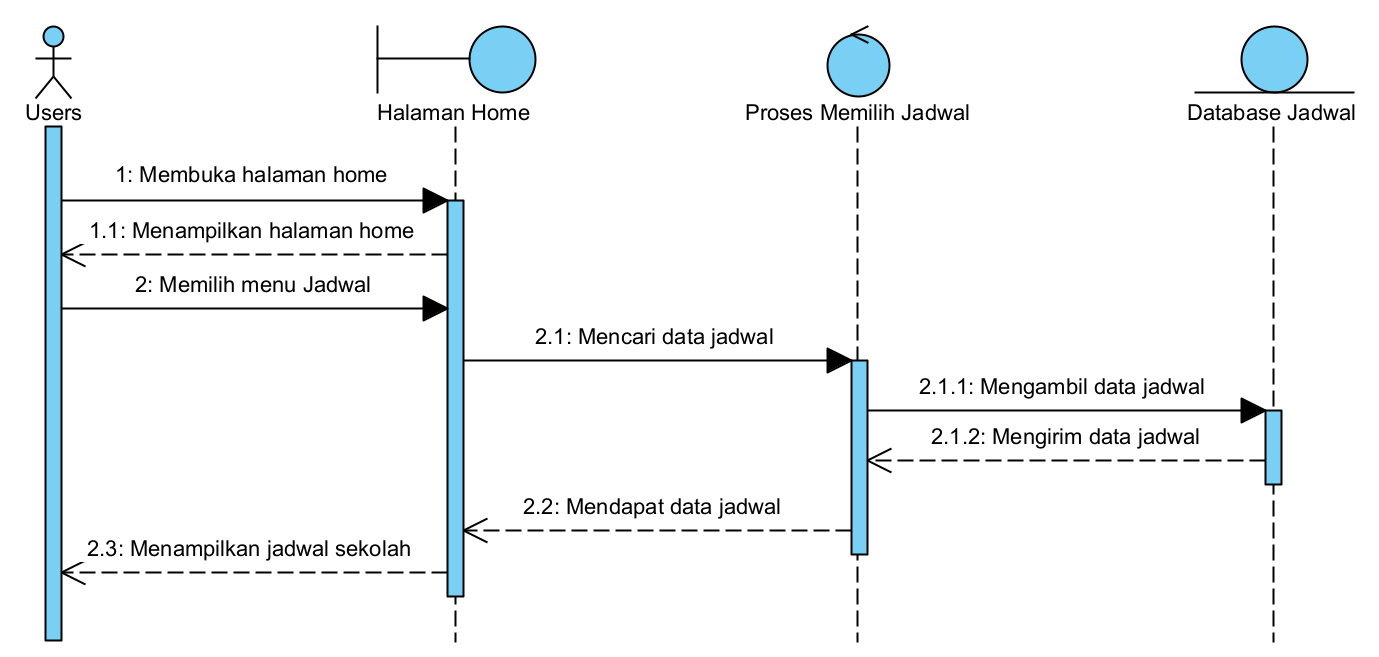 Users
Halaman Home
Proses Memilih Jadwal
Database Jadwal
1: Membuka halaman home
1.1: Menampilkan halaman home
2: Memilih menu Jadwal
2.1: Mencari data jadwal
2.1.1: Mengambil data jadwal
2.1.2: Mengirim data jadwal
2.2: Mendapat data jadwal
2.3: Menampilkan jadwal sekolah